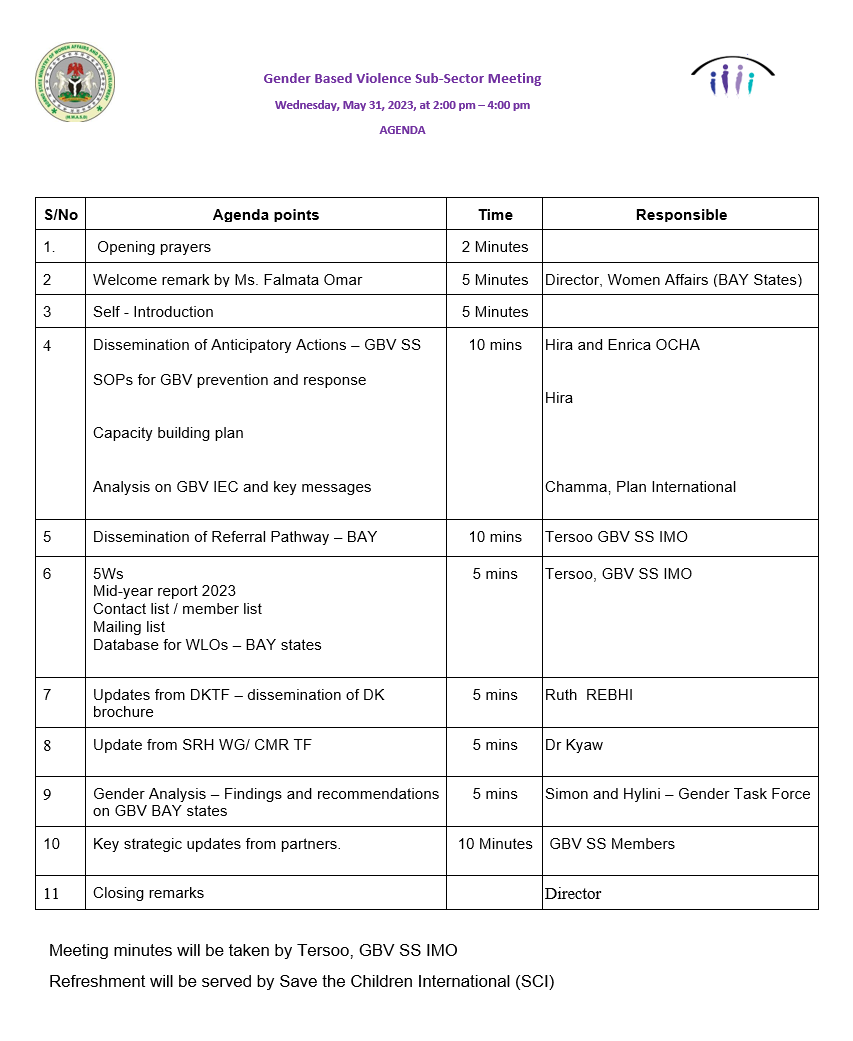 Gender Based Violence Sub-Sector Meeting
Wednesday, May 31, 2023, at 2:00 pm – 4:00 pm
AGENDA
S/No Agenda points Time Responsible
1. Opening prayers 2 Minutes
2 Welcome remark by Ms. Falmata Omar 5 Minutes Director, Women Affairs (BAY States)
3 Self - Introduction 5 Minutes
4 Dissemination of Anticipatory Actions – GBV SS 10 mins Hira and Enrica OCHA
SOPs for GBV prevention and response
Hira
Capacity building plan
Analysis on GBV IEC and key messages Chamma, Plan International
5 Dissemination of Referral Pathway – BAY 10 mins Tersoo GBV SS IMO
6 5Ws 5 mins Tersoo, GBV SS IMO
Mid-year report 2023
Contact list / member list
Mailing list
Database for WLOs – BAY states
7 Updates from DKTF – dissemination of DK 5 mins Ruth REBHI
brochure
8 Update from SRH WG/ CMR TF 5 mins Dr Kyaw
9 Gender Analysis – Findings and recommendations 5 mins Simon and Hylini – Gender Task Force
on GBV BAY states
10 Key strategic updates from partners. 10 Minutes GBV SS Members
11 Closing remarks Director
Meeting minutes will be taken by Tersoo, GBV SS IMO
Refreshment will be served by Save the Children International (SCI)